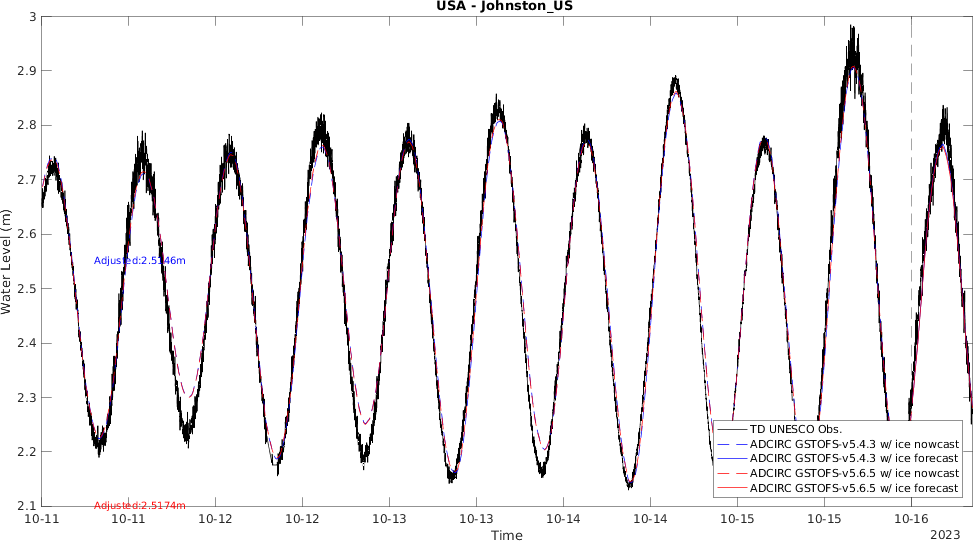 USA - Johnston_US
3
2.9
2.8
2.7
2.6
2.5
2.4
2.3
2.2
2.1
Water Level (m)
Adjusted:2.5146m
Adjusted:2.5174m
TD UNESCO Obs.
ADCIRC GSTOFS-v5.4.3 w/ ice nowcast
ADCIRC GSTOFS-v5.4.3 w/ ice forecast
ADCIRC GSTOFS-v5.6.5 w/ ice nowcast
ADCIRC GSTOFS-v5.6.5 w/ ice forecast
10-11 10-11 10-12 10-12 10-13 10-13 10-14 10-14 10-15 10-15 10-16
Time
2023